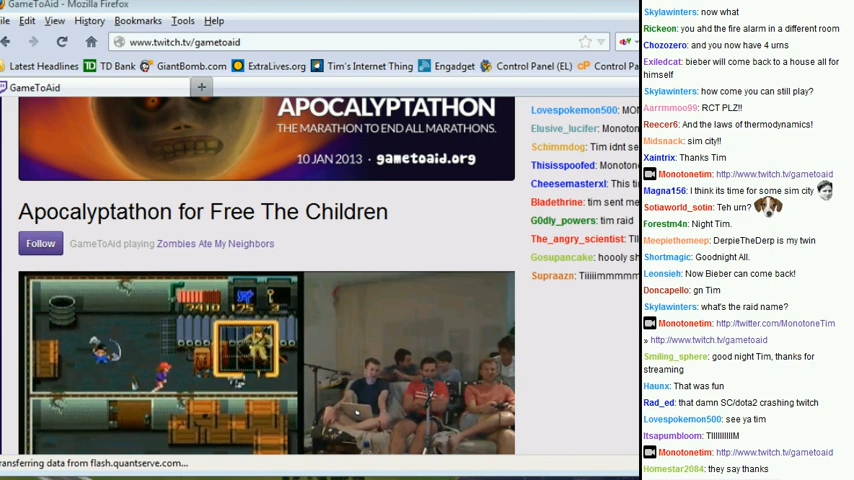 GameToAid - Mozilla Firefox
File Edit View History Bookmarks Tools Help
www.twitch.tv/gametoaid
Latest Headlines TD Bank GiantBomb.com ExtraLives.org Tim's Internet Thing Engadget Control Panel (EL) Control Pa
GameToAid
APOCALYPTATHON
THE MARATHON TO END ALL MARATHONS.
10 JAN 2013 · gametoaid.org
Apocalyptathon for Free The Children
Follow GameToAid playing Zombies Ate My Neighbors
Lovespokemon500: MON
Elusive_lucifer: Monoton
Schimmdog: Tim idnt se
Thisisspoofed: Monoto
Cheesemasterxl: This ti
Bladethrine: tim sent me
G0dly_powers: tim raid
The_angry_scientist: TII
Gosupancake: hoooly sh
Supraazn: Tiiiiimmmmm
transferring data from flash.quantserve.com...
Skylawinters: now what
Rickeon: you ahd the fire alarm in a different room
Chozozero: and you now have 4 urns
Exiledcat: bieber will come back to a house all for
himself
Skylawinters: how come you can still play?
Aarrmmoo99: RCT PLZ!!
Reecer6: And the laws of thermodynamics!
Midsnack: sim city!!
Xaintrix: Thanks Tim
Monotonetim: http://www.twitch.tv/gametoaid
Magna156: I think its time for some sim city
Sotiaworld_sotin: Teh urn?
Forestm4n: Night Tim.
Meepiethemeep: DerpieTheDerp is my twin
Shortmagic: Goodnight All.
Leonsieh: Now Bieber can come back!
Doncapello: gn Tim
Skylawinters: what's the raid name?
Monotonetim: http://twitter.com/MonotoneTim
» http://www.twitch.tv/gametoaid
Smiling_sphere: good night Tim, thanks for
streaming
Haunx: That was fun
Rad_ed: that damn SC/dota2 crashing twitch
Lovespokemon500: see ya tim
Itsapumbloom: TIIIIIIIIIIM
Monotonetim: http://www.twitch.tv/gametoaid
Homestar2084: they say thanks